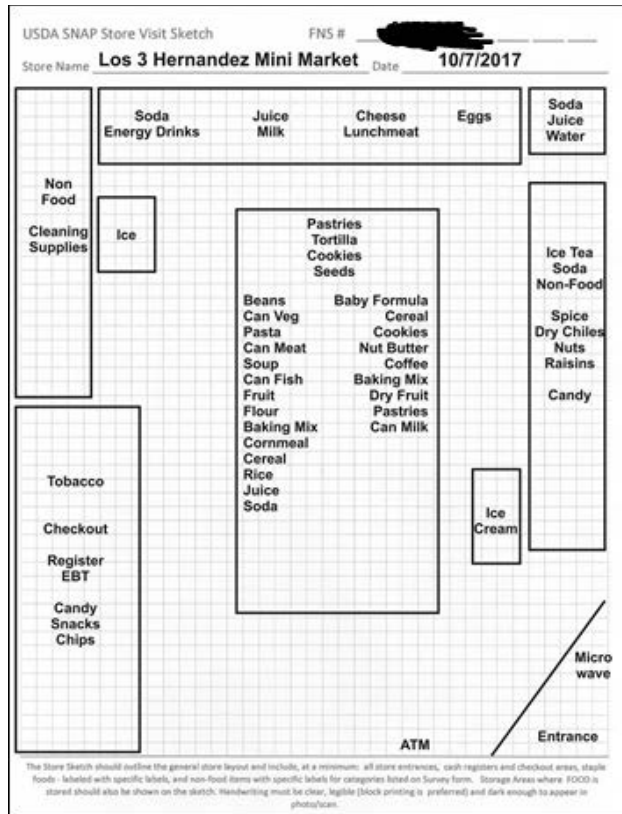 USDA SNAP Store Visit Sketch FNS #
Store Name Los 3 Hernandez Mini Market Date 10/7/2017
Soda
Energy Drinks
Juice
Milk
Cheese
Lunchmeat
Eggs
Soda
Juice
Water
Non
Food
Cleaning
Supplies
Ice
Pastries
Tortilla
Cookies
Seeds
Beans
Can Veg
Pasta
Can Meat
Soup
Can Fish
Fruit
Flour
Baking Mix
Cornmeal
Cereal
Rice
Juice
Soda
Baby Formula
Cereal
Cookies
Nut Butter
Coffee
Baking Mix
Dry Fruit
Pastries
Can Milk
Ice Tea
Soda
Non-Food
Spice
Dry Chiles
Nuts
Raisins
Candy
Ice
Cream
Tobacco
Checkout
Register
EBT
Candy
Snacks
Chips
Micro
wave
Entrance
ATM
The Store Sketch should outline the general store layout and include, at a minimum: all store entrances, cash registers and checkout areas, staple
foods - labeled with specific labels, and non-food items with specific labels for categories listed on Survey form. Storage Areas where FOOD is
stored should also be shown on the sketch. Handwriting must be clear, legible (block printing is preferred) and dark enough to appear in
photo/scan.